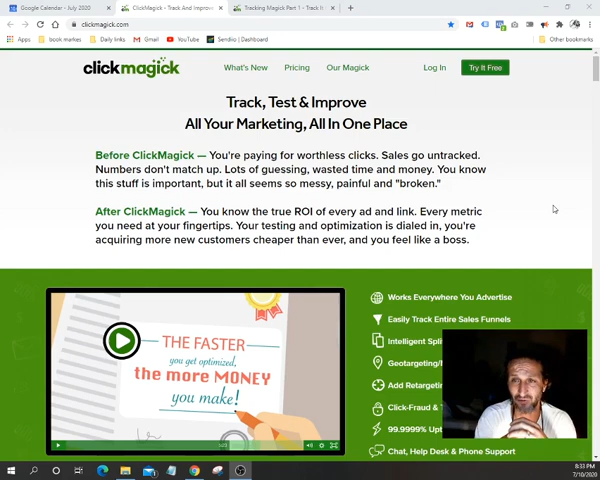 Google Calendar - July 2020
ClickMagick - Track And Improv
Tracking Magick Part 1 - Track It
clickmagick.com
Apps
book markes
Daily links
Gmail
YouTube
Sendiio | Dashboard
Other bookmarks
clickmagick
What's New
Pricing
Our Magick
Log In
Try It Free
Track, Test & Improve
All Your Marketing, All In One Place
Before ClickMagick — You're paying for worthless clicks. Sales go untracked.
Numbers don't match up. Lots of guessing, wasted time and money. You know
this stuff is important, but it all seems so messy, painful and "broken."
After ClickMagick — You know the true ROI of every ad and link. Every metric
you need at your fingertips. Your testing and optimization is dialed in, you're
acquiring more new customers cheaper than ever, and you feel like a boss.
THE FASTER
you get optimized,
the more MONEY
you make!
Works Everywhere You Advertise
Easily Track Entire Sales Funnels
Intelligent Spli
Geotargeting/
Add Retarget
Click-Fraud &
99.9999% Upt
Chat, Help Desk & Phone Support
8:33 PM
7/10/2020